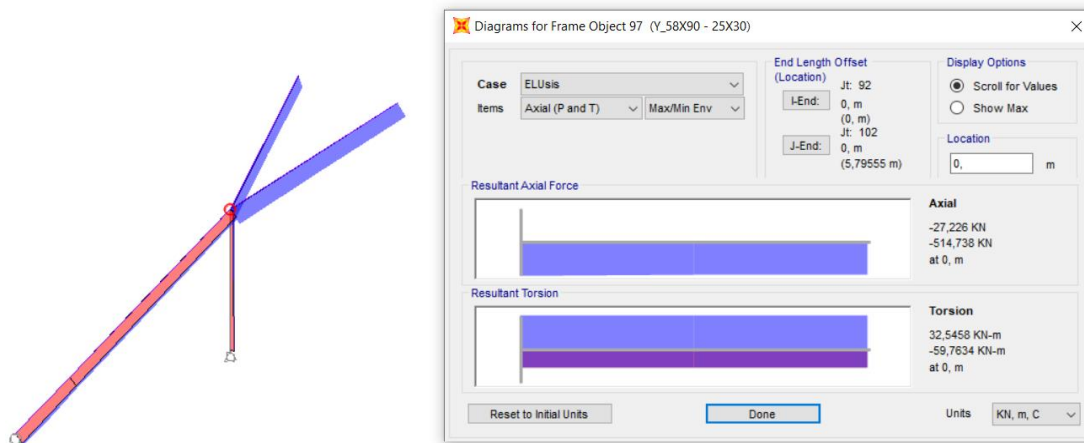 Diagrams for Frame Object 97 (Y_58X90 - 25X30)
Case ELUsis
Items Axial (P and T) Max/Min Env
End Length Offset
(Location)
Jt: 92
I-End: 0, m
(0, m)
Jt: 102
J-End: 0, m
(5,79555 m)
Display Options
Scroll for Values
Show Max
Location
0, m
Resultant Axial Force
Axial
-27,226 KN
-514,738 KN
at 0, m
Resultant Torsion
Torsion
32,5458 KN-m
-59,7634 KN-m
at 0, m
Reset to Initial Units Done Units KN, m, C